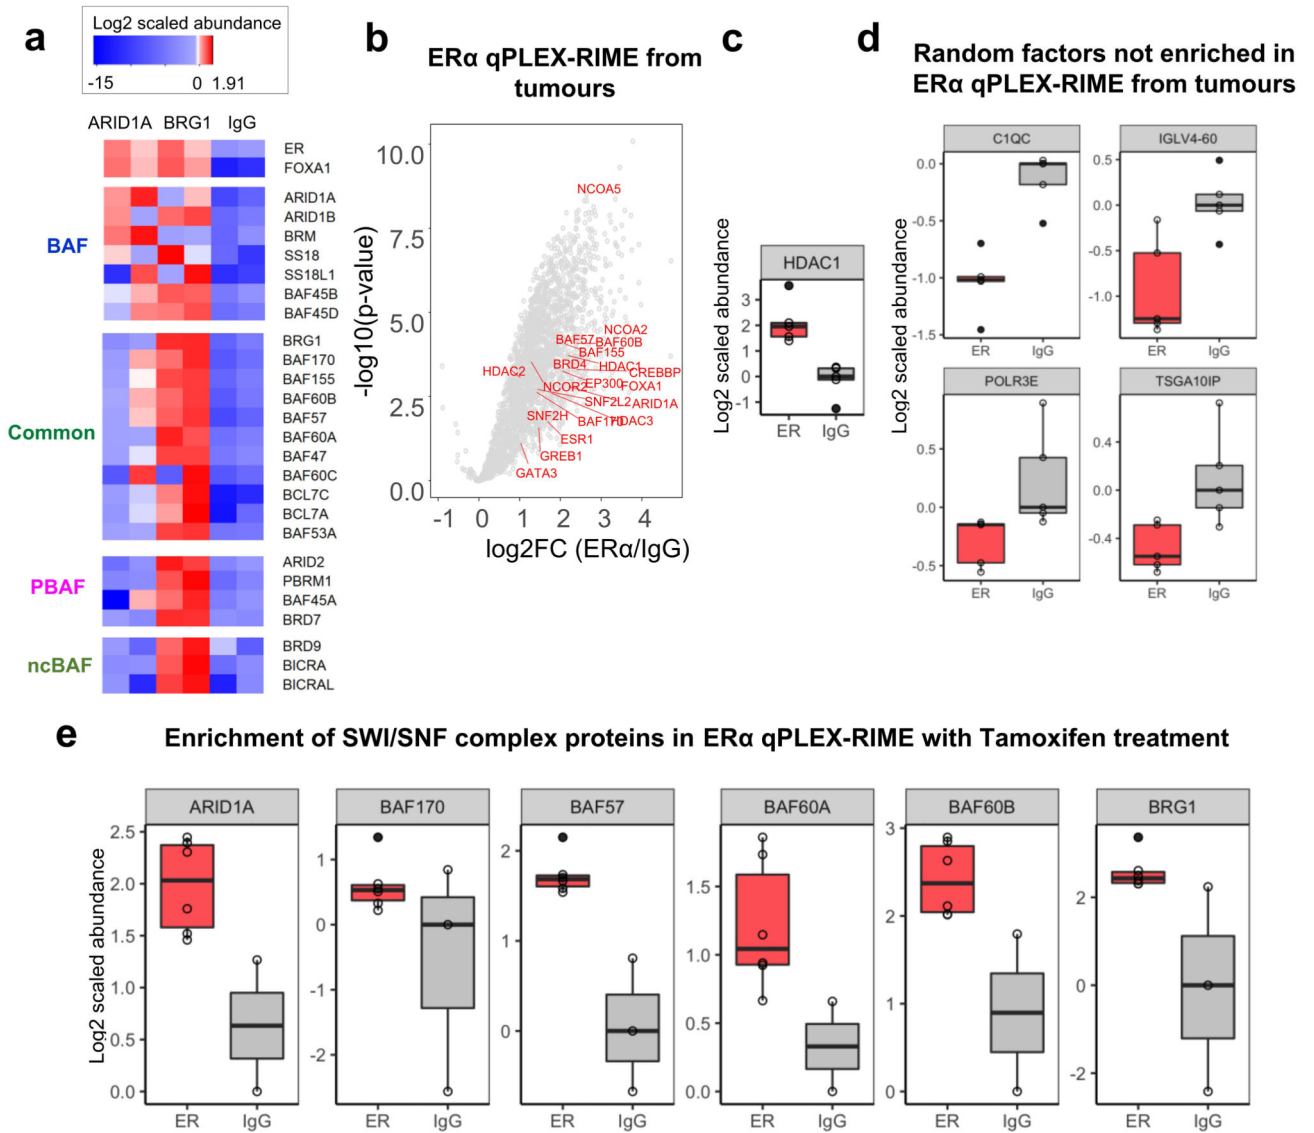 a
Log2 scaled abundance
-15 0 1.91
ARID1A BRG1 IgG
ER
FOXA1
BAF
ARID1A
ARID1B
BRM
SS18
SS18L1
BAF45B
BAF45D
Common
BRG1
BAF170
BAF155
BAF60B
BAF57
BAF60A
BAF47
BAF60C
BCL7C
BCL7A
BAF53A
PBAF
ARID2
PBRM1
BAF45A
BRD7
ncBAF
BRD9
BICRA
BICRAL
b
ERα qPLEX-RIME from
tumours
-log10(p-value)
10.0
7.5
5.0
2.5
0.0
NCOA5
NCOA2
BAF57
BAF60B
BAF155
BRD4
HDAC1
CREBBP
HDAC2
EP300
NCOR2
FOXA1
SNF2L2
ARID1A
SNF2H
BAF170
HDAC3
ESR1
GREB1
GATA3
-1 0 1 2 3 4
log2FC (ERα/IgG)
c
HDAC1
Log2 scaled abundance
3
2
1
0
-1
ER IgG
d
Random factors not enriched in
ERα qPLEX-RIME from tumours
Log2 scaled abundance
C1QC
0.0
-0.5
-1.0
-1.5
ER IgG
IGLV4-60
0.5
0.0
-0.5
-1.0
ER IgG
POLR3E
0.5
0.0
-0.5
ER IgG
TSGA10IP
0.4
0.0
-0.4
ER IgG
e
Enrichment of SWI/SNF complex proteins in ERα qPLEX-RIME with Tamoxifen treatment
Log2 scaled abundance
ARID1A
2.5
2.0
1.5
1.0
0.5
0.0
ER IgG
BAF170
1
0
-1
-2
ER IgG
BAF57
2
1
0
ER IgG
BAF60A
1.5
1.0
0.5
0.0
ER IgG
BAF60B
3
2
1
0
ER IgG
BRG1
2
0
-2
ER IgG